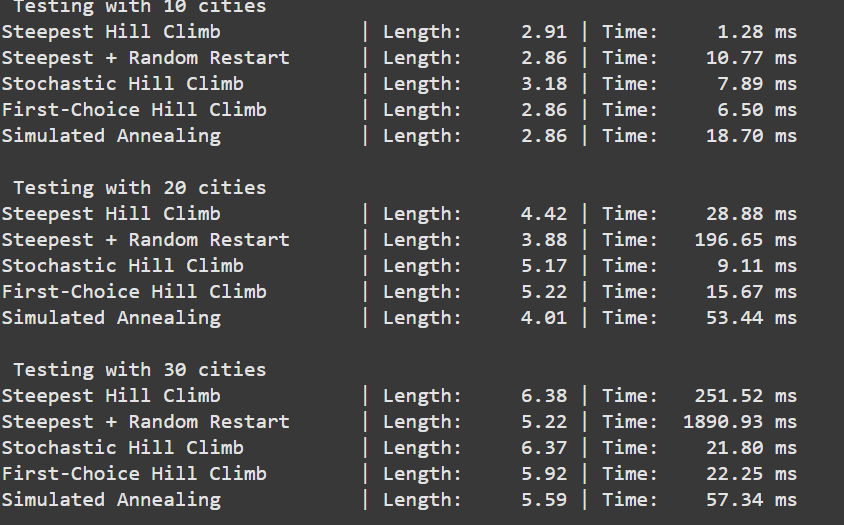 Testing with 10 cities
Steepest Hill Climb | Length: 2.91 | Time: 1.28 ms
Steepest + Random Restart | Length: 2.86 | Time: 10.77 ms
Stochastic Hill Climb | Length: 3.18 | Time: 7.89 ms
First-Choice Hill Climb | Length: 2.86 | Time: 6.50 ms
Simulated Annealing | Length: 2.86 | Time: 18.70 ms
Testing with 20 cities
Steepest Hill Climb | Length: 4.42 | Time: 28.88 ms
Steepest + Random Restart | Length: 3.88 | Time: 196.65 ms
Stochastic Hill Climb | Length: 5.17 | Time: 9.11 ms
First-Choice Hill Climb | Length: 5.22 | Time: 15.67 ms
Simulated Annealing | Length: 4.01 | Time: 53.44 ms
Testing with 30 cities
Steepest Hill Climb | Length: 6.38 | Time: 251.52 ms
Steepest + Random Restart | Length: 5.22 | Time: 1890.93 ms
Stochastic Hill Climb | Length: 6.37 | Time: 21.80 ms
First-Choice Hill Climb | Length: 5.92 | Time: 22.25 ms
Simulated Annealing | Length: 5.59 | Time: 57.34 ms